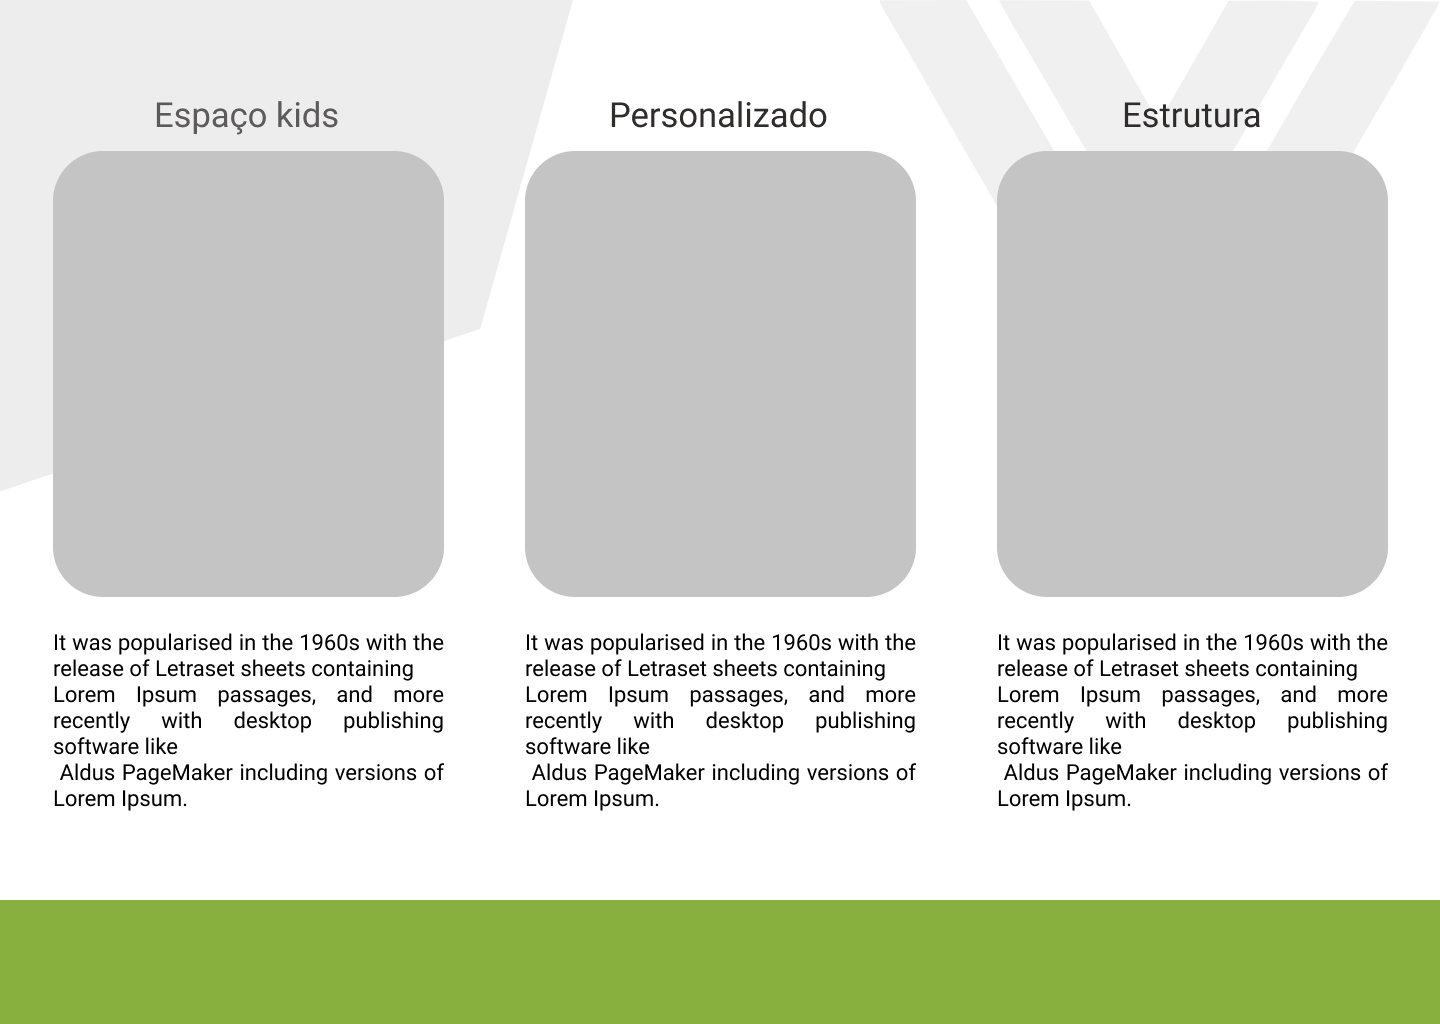 Espaço kids
Personalizado
Estrutura
It was popularised in the 1960s with the
release of Letraset sheets containing
Lorem Ipsum passages, and more
recently with desktop publishing
software like
Aldus PageMaker including versions of
Lorem Ipsum.
It was popularised in the 1960s with the
release of Letraset sheets containing
Lorem Ipsum passages, and more
recently with desktop publishing
software like
Aldus PageMaker including versions of
Lorem Ipsum.
It was popularised in the 1960s with the
release of Letraset sheets containing
Lorem Ipsum passages, and more
recently with desktop publishing
software like
Aldus PageMaker including versions of
Lorem Ipsum.